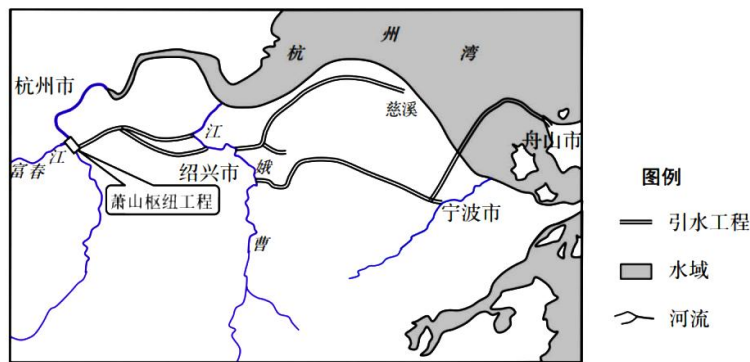 杭 州 湾
杭州市
慈溪
舟山市
江
富春
江
绍兴市
娥
萧山枢纽工程
宁波市
曹
图例
引水工程
水域
河流